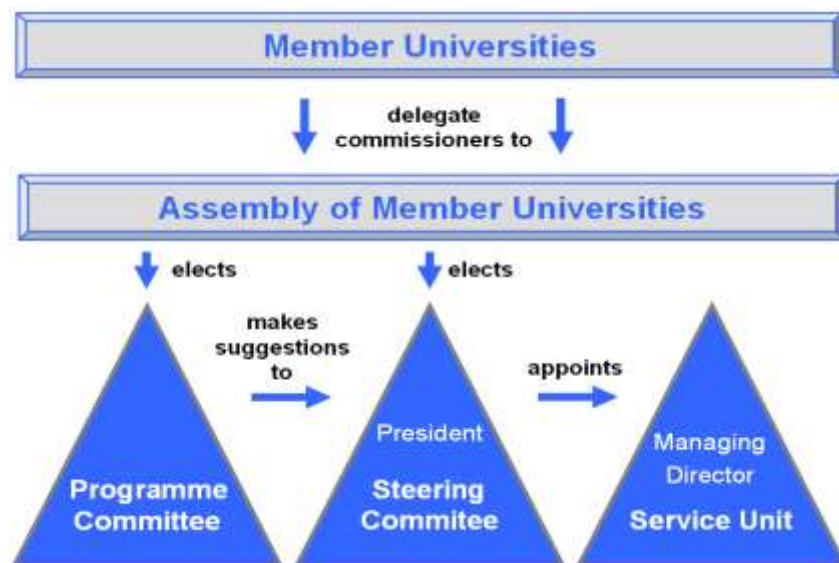 Member Universities
delegate
commissioners to
Assembly of Member Universities
elects
elects
makes
suggestions
to
appoints
Programme
Committee
President
Steering
Commitee
Managing
Director
Service Unit